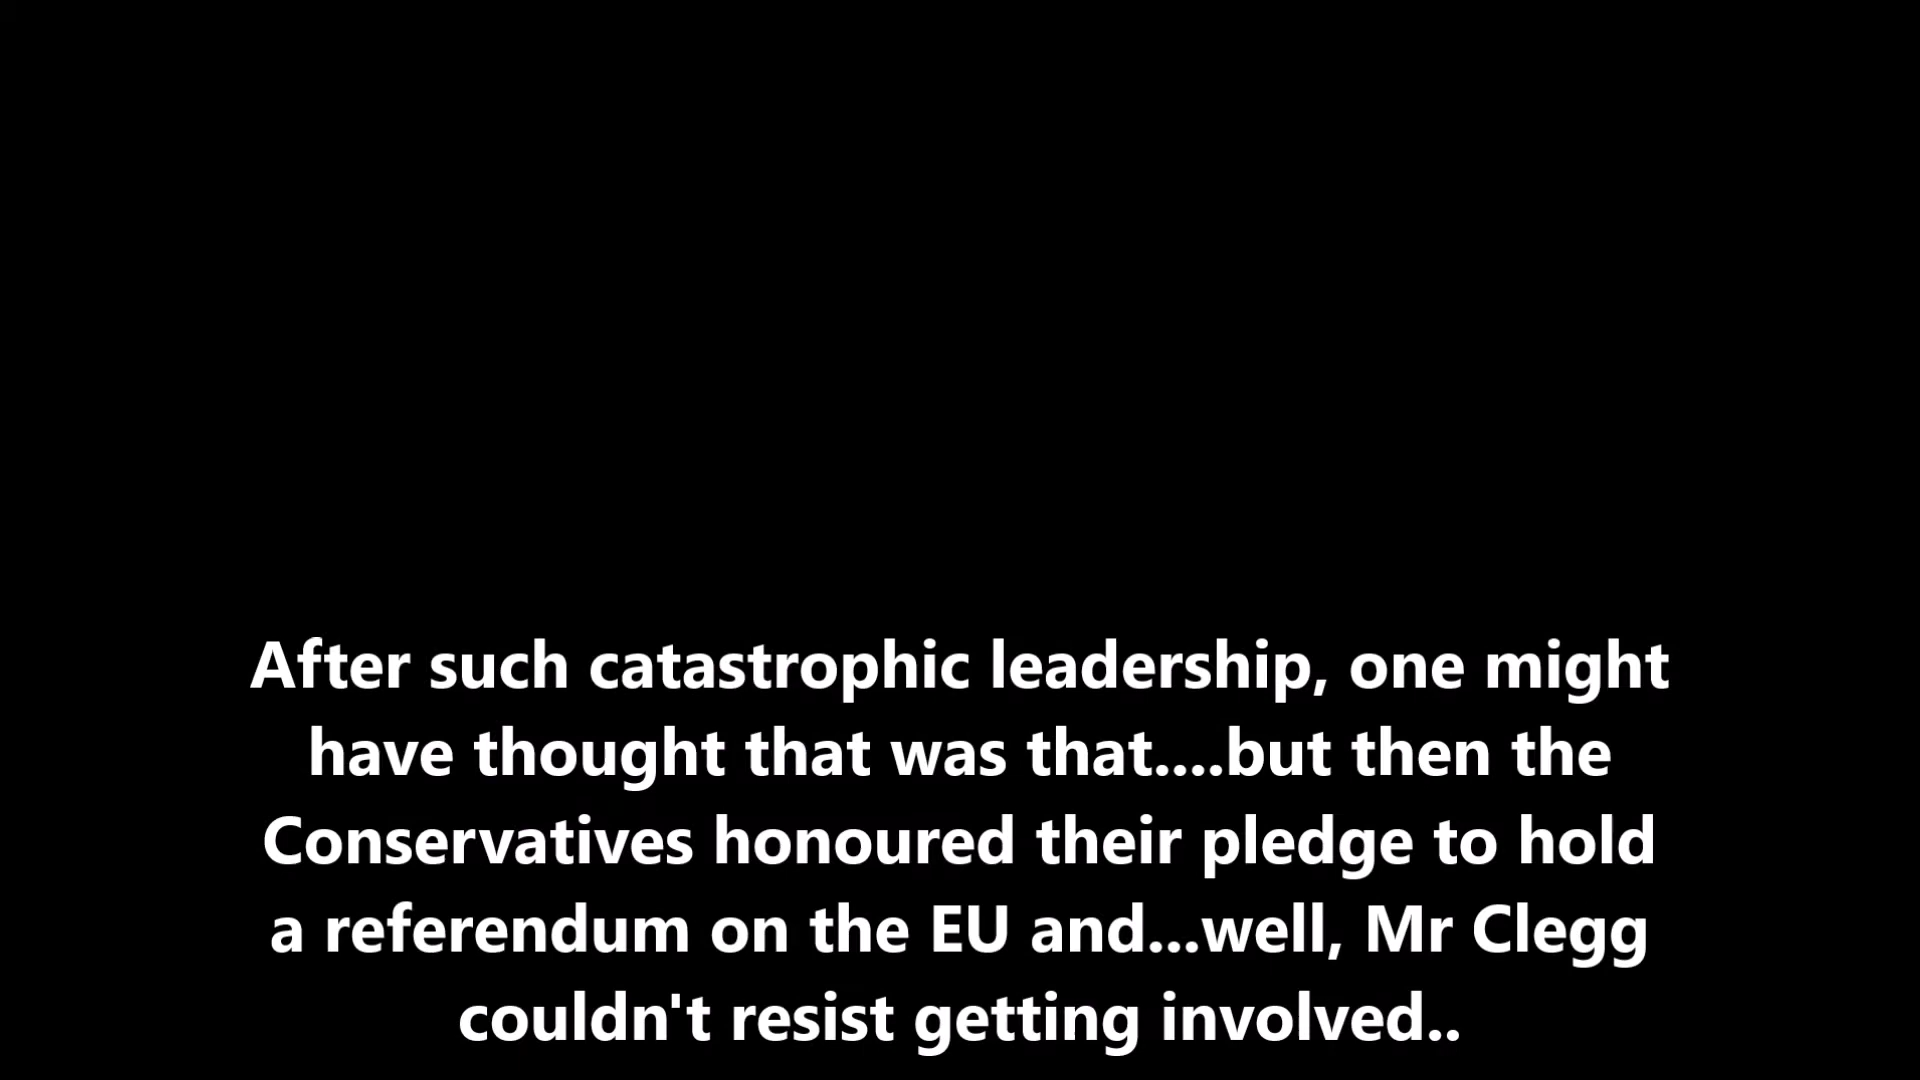 After such catastrophic leadership, one might
have thought that was that....but then the
Conservatives honoured their pledge to hold
a referendum on the EU and...well, Mr Clegg
couldn't resist getting involved..